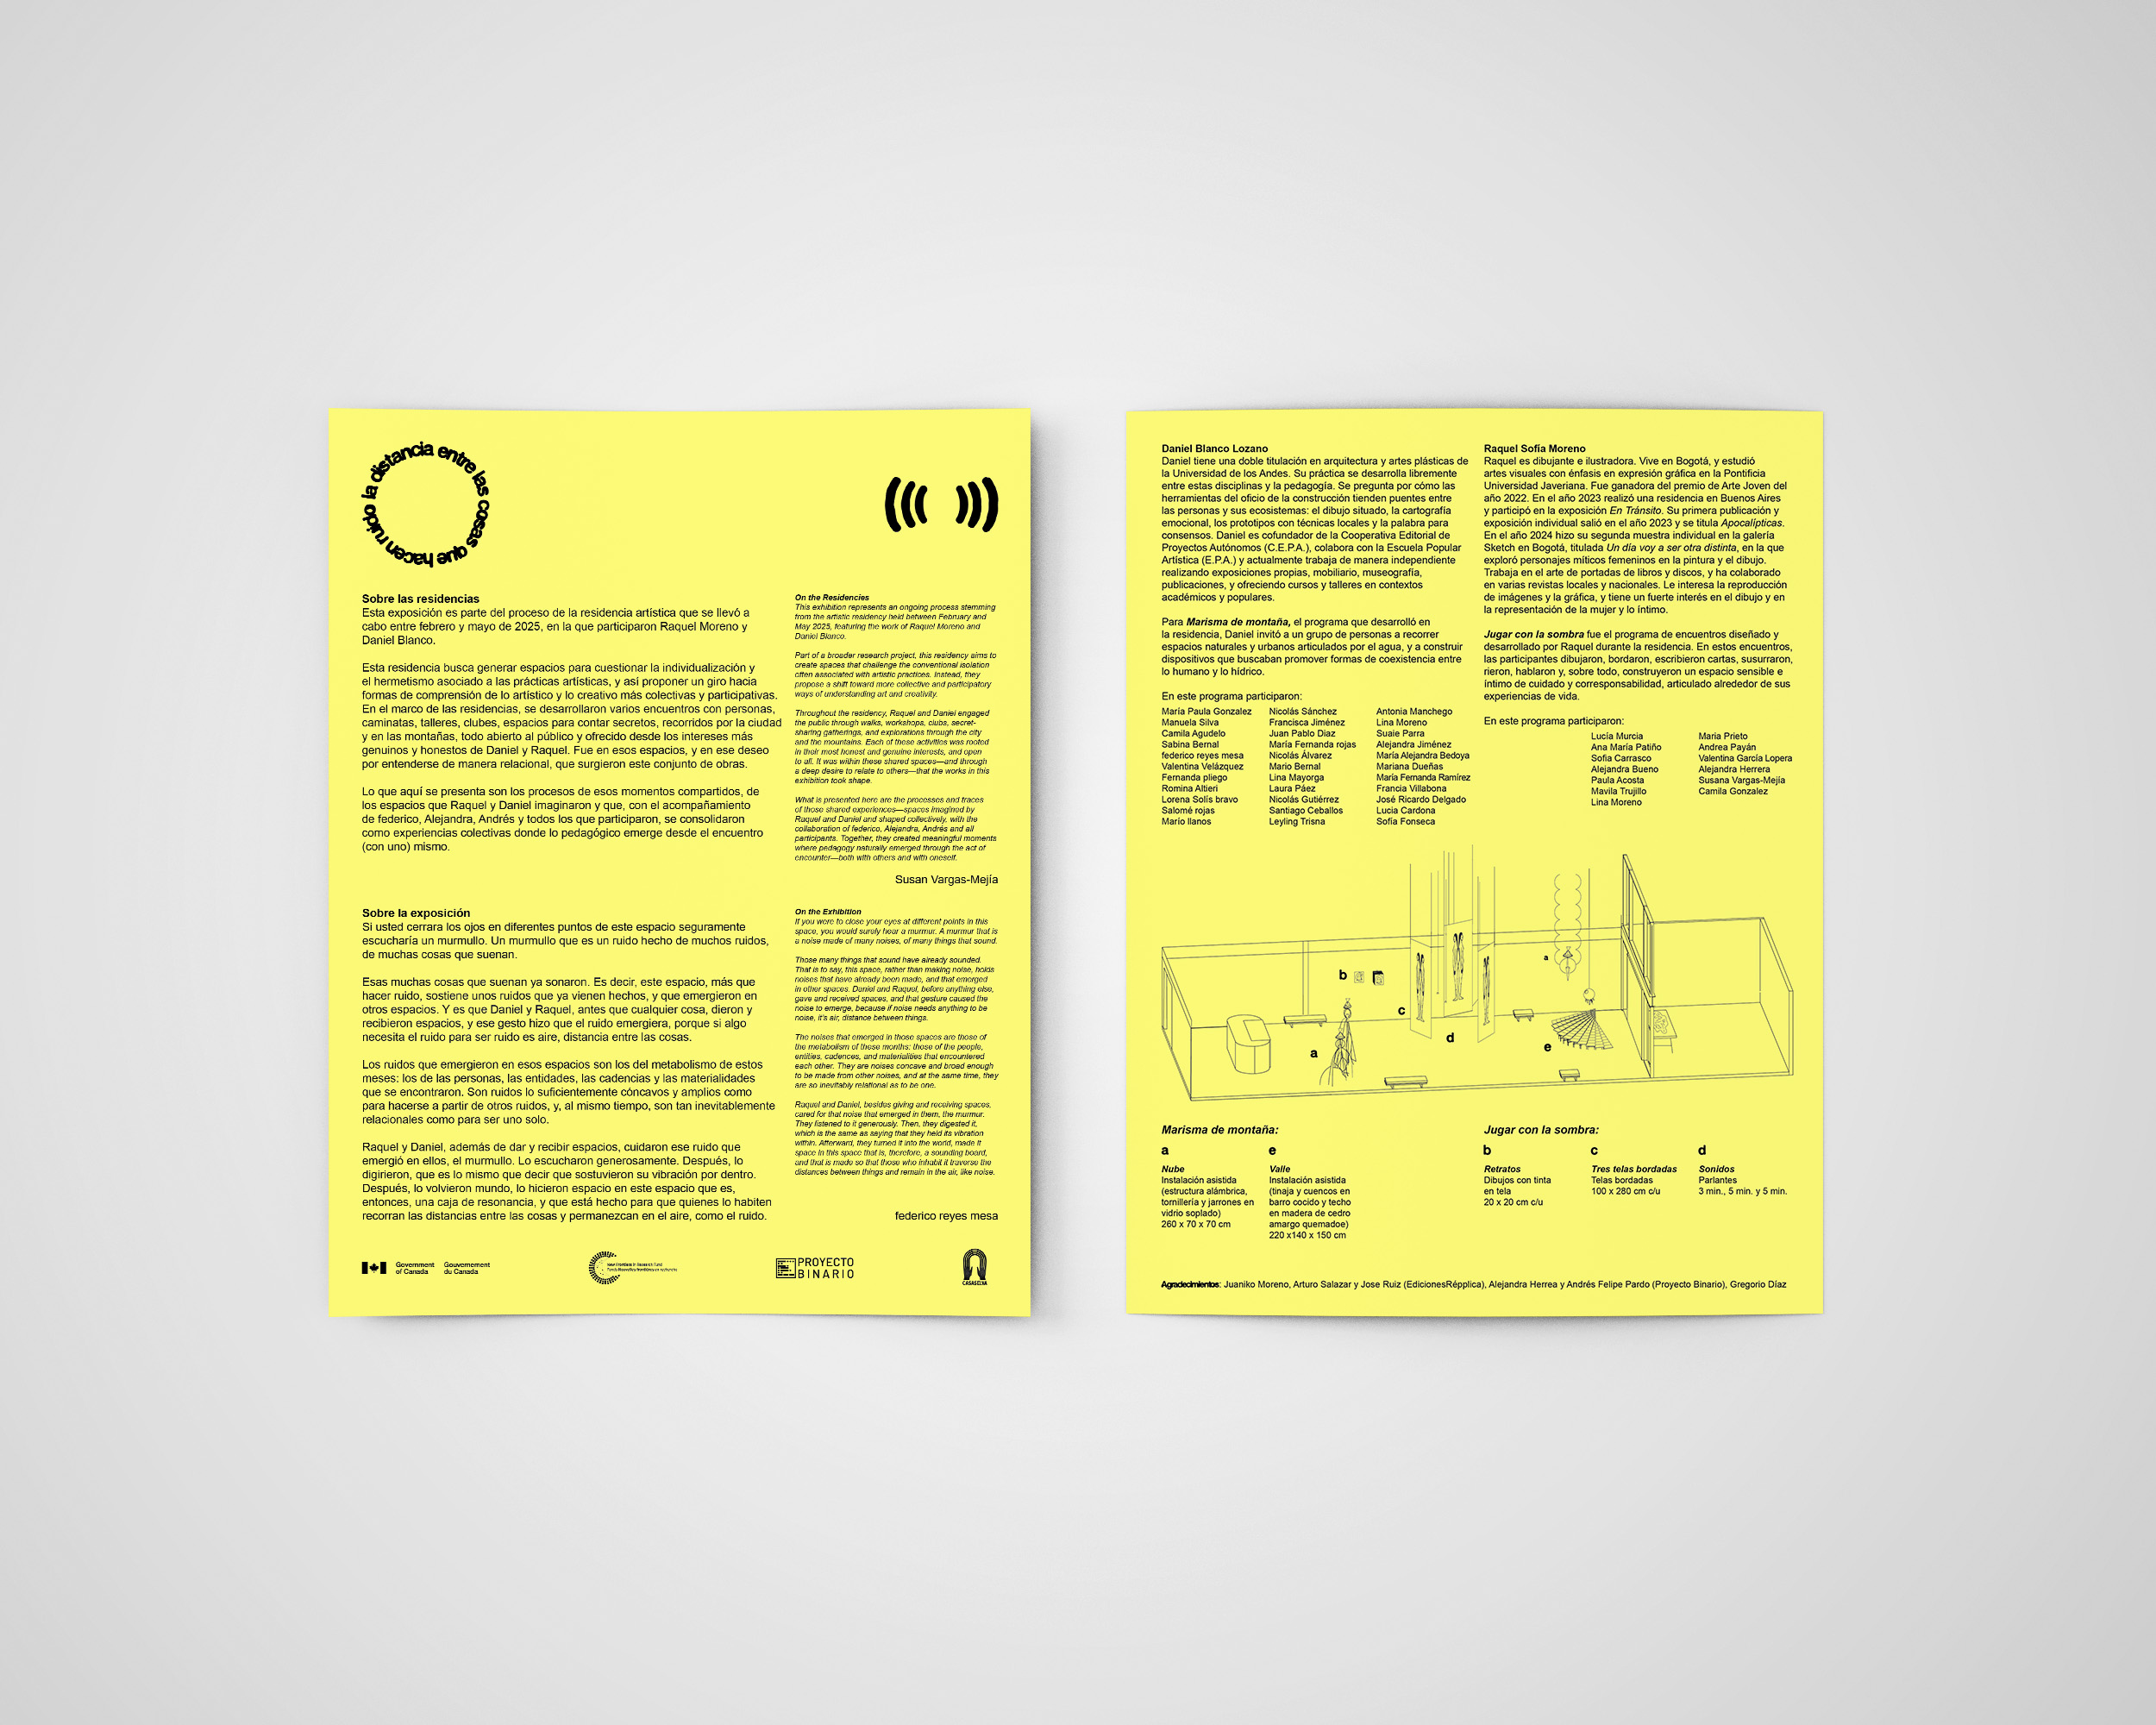 la distancia entre las cosas que hacen ruido
Sobre las residencias
Esta exposición es parte del proceso de la residencia artística que se llevó a
cabo entre febrero y mayo de 2025, en la que participaron Raquel Moreno y
Daniel Blanco.
Esta residencia busca generar espacios para cuestionar la individualización y
el hermetismo asociado a las prácticas artísticas, y así proponer un giro hacia
formas de comprensión de lo artístico y lo creativo más colectivas y participativas.
En el marco de las residencias, se desarrollaron varios encuentros con personas,
caminatas, talleres, clubes, espacios para contar secretos, recorridos por la ciudad
y en las montañas, todo abierto al público y ofrecido desde los intereses más
genuinos y honestos de Daniel y Raquel. Fue en esos espacios, y en ese deseo
por entenderse de manera relacional, que surgieron este conjunto de obras.
Lo que aquí se presenta son los procesos de esos momentos compartidos, de
los espacios que Raquel y Daniel imaginaron y que, con el acompañamiento
de federico, Alejandra, Andrés y todos los que participaron, se consolidaron
como experiencias colectivas donde lo pedagógico emerge desde el encuentro
(con uno) mismo.
On the Residencies
This exhibition represents an ongoing process stemming
from the artistic residency held between February and
May 2025, featuring the work of Raquel Moreno and
Daniel Blanco.
Part of a broader research project, this residency aims to
create spaces that challenge the conventional isolation
often associated with artistic practices. Instead, they
propose a shift toward more collective and participatory
ways of understanding art and creativity.
Throughout the residency, Raquel and Daniel engaged
the public through walks, workshops, clubs, secret-
sharing gatherings, and explorations through the city
and the mountains. Each of these activities was rooted
in their most honest and genuine interests, and open
to all. It was within these shared spaces—and through
a deep desire to relate to others—that the works in this
exhibition took shape.
What is presented here are the processes and traces
of those shared experiences—spaces imagined by
Raquel and Daniel and shaped collectively, with the
collaboration of federico, Alejandra, Andrés and all
participants. Together, they created meaningful moments
where pedagogy naturally emerged through the act of
encounter—both with others and with oneself.
Susan Vargas-Mejía
Sobre la exposición
Si usted cerrara los ojos en diferentes puntos de este espacio seguramente
escucharía un murmullo. Un murmullo que es un ruido hecho de muchos ruidos,
de muchas cosas que suenan.
Esas muchas cosas que suenan ya sonaron. Es decir, este espacio, más que
hacer ruido, sostiene unos ruidos que ya vienen hechos, y que emergieron en
otros espacios. Y es que Daniel y Raquel, antes que cualquier cosa, dieron y
recibieron espacios, y ese gesto hizo que el ruido emergiera, porque si algo
necesita el ruido para ser ruido es aire, distancia entre las cosas.
Los ruidos que emergieron en esos espacios son los del metabolismo de estos
meses: los de las personas, las entidades, las cadencias y las materialidades
que se encontraron. Son ruidos lo suficientemente cóncavos y amplios como
para hacerse a partir de otros ruidos, y, al mismo tiempo, son tan inevitablemente
relacionales como para ser uno solo.
Raquel y Daniel, además de dar y recibir espacios, cuidaron ese ruido que
emergió en ellos, el murmullo. Lo escucharon generosamente. Después, lo
digirieron, que es lo mismo que decir que sostuvieron su vibración por dentro.
Después, lo volvieron mundo, lo hicieron espacio en este espacio que es,
entonces, una caja de resonancia, y que está hecho para que quienes lo habiten
recorran las distancias entre las cosas y permanezcan en el aire, como el ruido.
On the Exhibition
If you were to close your eyes at different points in this
space, you would surely hear a murmur. A murmur that is
a noise made of many noises, of many things that sound.
Those many things that sound have already sounded.
That is to say, this space, rather than making noise, holds
noises that have already been made, and that emerged
in other spaces. Daniel and Raquel, before anything else,
gave and received spaces, and that gesture caused the
noise to emerge, because if noise needs anything to be
noise, it's air, distance between things.
The noises that emerged in those spaces are those of
the metabolism of these months: those of the people,
entities, cadences, and materialities that encountered
each other. They are noises concave and broad enough
to be made from other noises, and at the same time, they
are so inevitably relational as to be one.
Raquel and Daniel, besides giving and receiving spaces,
cared for that noise that emerged in them, the murmur.
They listened to it generously. Then, they digested it,
which is the same as saying that they held its vibration
within. Afterward, they turned it into the world, made it
space in this space that is, therefore, a sounding board,
and that is made so that those who inhabit it traverse the
distances between things and remain in the air, like noise.
federico reyes mesa
Government of Canada
Gouvernement du Canada
New Frontiers in Research Fund
PROYECTO
BINARIO
CASASELVA
Daniel Blanco Lozano
Daniel tiene una doble titulación en arquitectura y artes plásticas de
la Universidad de los Andes. Su práctica se desarrolla libremente
entre estas disciplinas y la pedagogía. Se pregunta por cómo las
herramientas del oficio de la construcción tienden puentes entre
las personas y sus ecosistemas: el dibujo situado, la cartografía
emocional, los prototipos con técnicas locales y la palabra para
consensos. Daniel es cofundador de la Cooperativa Editorial de
Proyectos Autónomos (C.E.P.A.), colabora con la Escuela Popular
Artística (E.P.A.) y actualmente trabaja de manera independiente
realizando exposiciones propias, mobiliario, museografía,
publicaciones, y ofreciendo cursos y talleres en contextos
académicos y populares.
Para Marisma de montaña, el programa que desarrolló en
la residencia, Daniel invitó a un grupo de personas a recorrer
espacios naturales y urbanos articulados por el agua, y a construir
dispositivos que buscaban promover formas de coexistencia entre
lo humano y lo hídrico.
En este programa participaron:
María Paula Gonzalez
Manuela Silva
Camila Agudelo
Sabina Bernal
federico reyes mesa
Valentina Velázquez
Fernanda pliego
Romina Altieri
Lorena Solís bravo
Salomé rojas
Mario llanos
Nicolás Sánchez
Francisca Jiménez
Juan Pablo Diaz
María Fernanda rojas
Nicolás Álvarez
Mario Bernal
Lina Mayorga
Laura Páez
Nicolás Gutiérrez
Santiago Ceballos
Leyling Trisna
Antonia Manchego
Lina Moreno
Suaie Parra
Alejandra Jiménez
María Alejandra Bedoya
Mariana Dueñas
María Fernanda Ramírez
Francia Villabona
José Ricardo Delgado
Lucia Cardona
Sofía Fonseca
Raquel Sofía Moreno
Raquel es dibujante e ilustradora. Vive en Bogotá, y estudió
artes visuales con énfasis en expresión gráfica en la Pontificia
Universidad Javeriana. Fue ganadora del premio de Arte Joven del
año 2022. En el año 2023 realizó una residencia en Buenos Aires
y participó en la exposición En Tránsito. Su primera publicación y
exposición individual salió en el año 2023 y se titula Apocalípticas.
En el año 2024 hizo su segunda muestra individual en la galería
Sketch en Bogotá, titulada Un día voy a ser otra distinta, en la que
exploró personajes míticos femeninos en la pintura y el dibujo.
Trabaja en el arte de portadas de libros y discos, y ha colaborado
en varias revistas locales y nacionales. Le interesa la reproducción
de imágenes y la gráfica, y tiene un fuerte interés en el dibujo y en
la representación de la mujer y lo íntimo.
Jugar con la sombra fue el programa de encuentros diseñado y
desarrollado por Raquel durante la residencia. En estos encuentros,
las participantes dibujaron, bordaron, escribieron cartas, susurraron,
rieron, hablaron y, sobre todo, construyeron un espacio sensible e
íntimo de cuidado y corresponsabilidad, articulado alrededor de sus
experiencias de vida.
En este programa participaron:
Lucía Murcia
Ana María Patiño
Sofia Carrasco
Alejandra Bueno
Paula Acosta
Mavila Trujillo
Lina Moreno
Maria Prieto
Andrea Payán
Valentina García Lopera
Alejandra Herrera
Susana Vargas-Mejía
Camila Gonzalez
a
b
c
a
d
e
Marisma de montaña:
a
Nube
Instalación asistida
(estructura alámbrica,
tornillería y jarrones en
vidrio soplado)
260 x 70 x 70 cm
e
Valle
Instalación asistida
(tinaja y cuencos en
barro cocido y techo
en madera de cedro
amargo quemadoe)
220 x140 x 150 cm
Jugar con la sombra:
b
Retratos
Dibujos con tinta
en tela
20 x 20 cm c/u
c
Tres telas bordadas
Telas bordadas
100 x 280 cm c/u
d
Sonidos
Parlantes
3 min., 5 min. y 5 min.
Agradecimientos: Juaniko Moreno, Arturo Salazar y Jose Ruiz (EdicionesRépplica), Alejandra Herrea y Andrés Felipe Pardo (Proyecto Binario), Gregorio Díaz